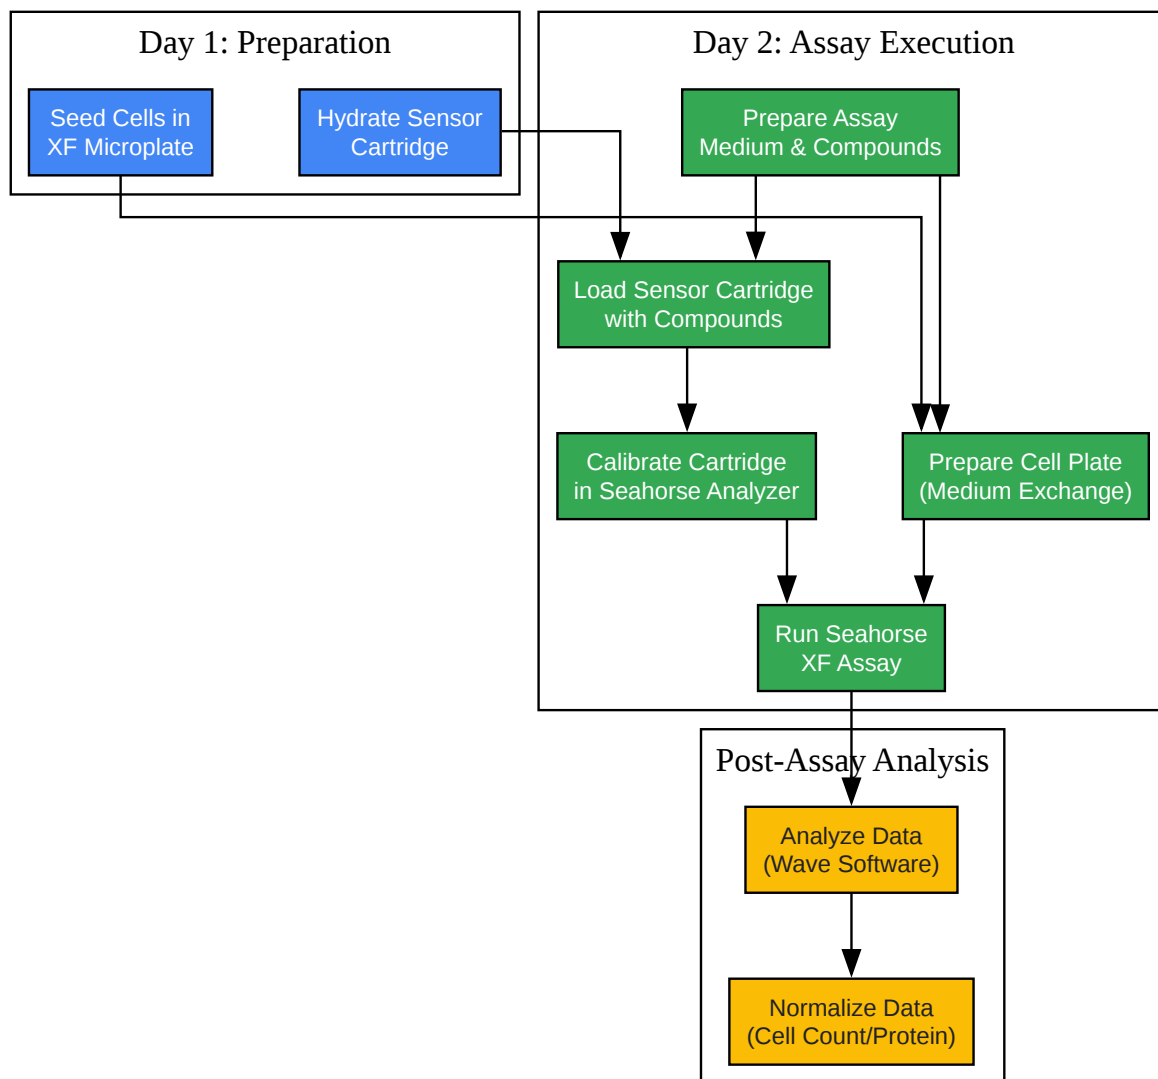 Day 1: Preparation
Seed Cells in
XF Microplate
Hydrate Sensor
Cartridge
Day 2: Assay Execution
Prepare Assay
Medium & Compounds
Load Sensor Cartridge
with Compounds
Calibrate Cartridge
in Seahorse Analyzer
Prepare Cell Plate
(Medium Exchange)
Run Seahorse
XF Assay
Post-Assay Analysis
Analyze Data
(Wave Software)
Normalize Data
(Cell Count/Protein)